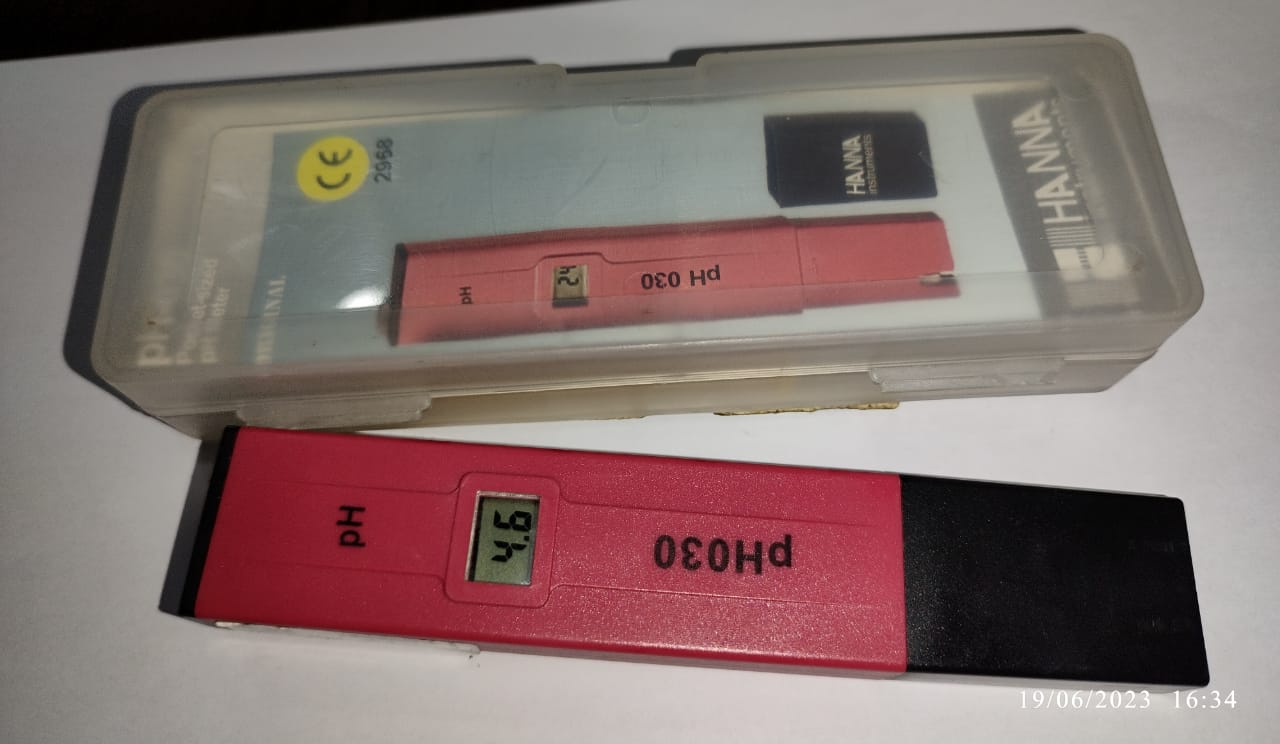 CE
2968
HANNA
instruments
HANNA
pH
pH 030
pH
4.6
pH030
19/06/2023 16:34